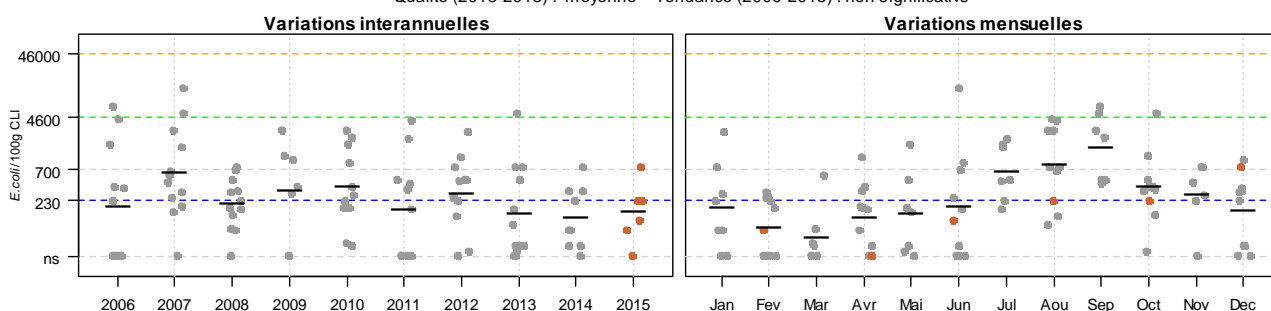 Qualité (2013-2015) : moyenne – Tendance (2006-2015) : non significative
Variations interannuelles
Variations mensuelles
E.coli/100g CLI
46000
4600
700
230
ns
2006 2007 2008 2009 2010 2011 2012 2013 2014 2015
Jan Fev Mar Avr Mai Jun Jul Aou Sep Oct Nov Dec